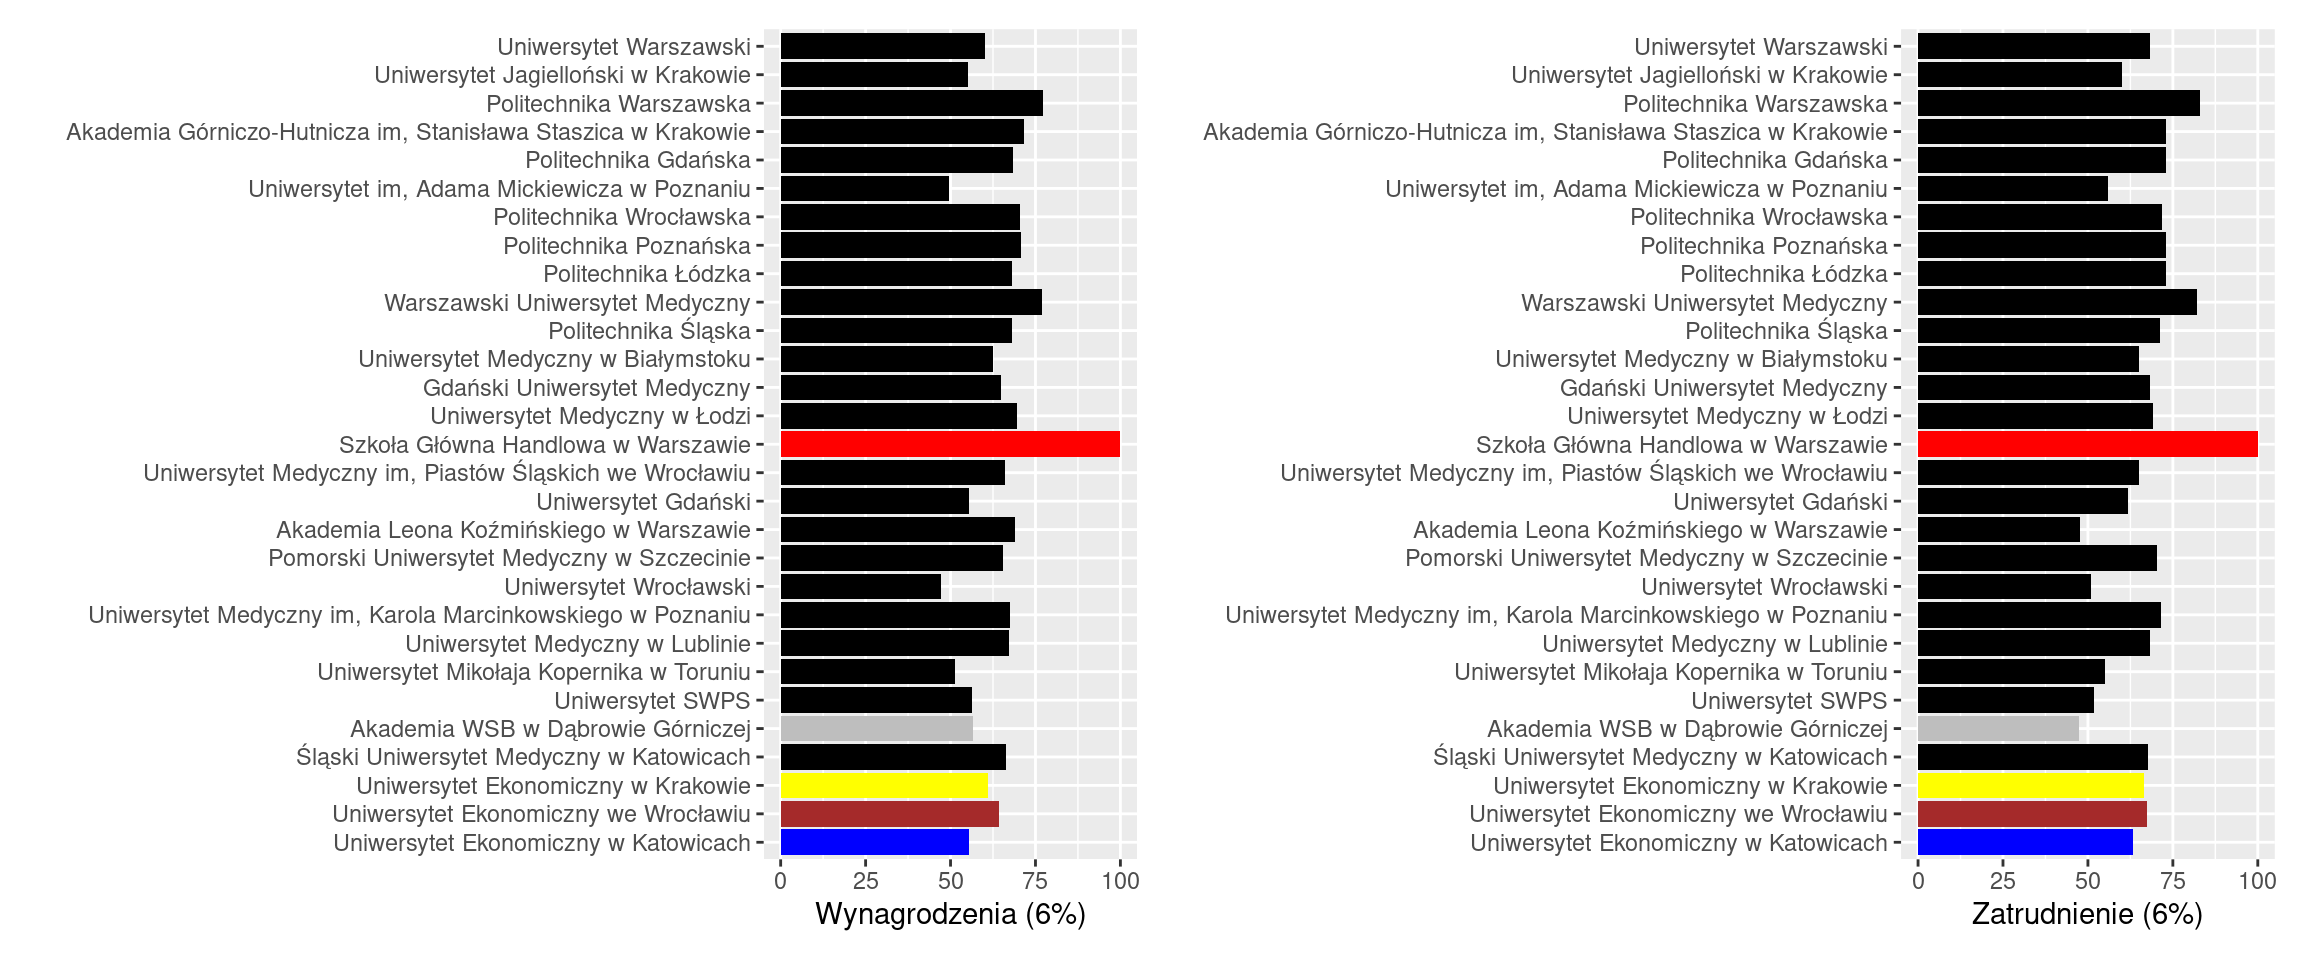 Uniwersytet Warszawski
Uniwersytet Jagielloński w Krakowie
Politechnika Warszawska
Akademia Górniczo-Hutnicza im, Stanisława Staszica w Krakowie
Politechnika Gdańska
Uniwersytet im, Adama Mickiewicza w Poznaniu
Politechnika Wrocławska
Politechnika Poznańska
Politechnika Łódzka
Warszawski Uniwersytet Medyczny
Politechnika Śląska
Uniwersytet Medyczny w Białymstoku
Gdański Uniwersytet Medyczny
Uniwersytet Medyczny w Łodzi
Szkoła Główna Handlowa w Warszawie
Uniwersytet Medyczny im, Piastów Śląskich we Wrocławiu
Uniwersytet Gdański
Akademia Leona Koźmińskiego w Warszawie
Pomorski Uniwersytet Medyczny w Szczecinie
Uniwersytet Wrocławski
Uniwersytet Medyczny im, Karola Marcinkowskiego w Poznaniu
Uniwersytet Medyczny w Lublinie
Uniwersytet Mikołaja Kopernika w Toruniu
Uniwersytet SWPS
Akademia WSB w Dąbrowie Górniczej
Śląski Uniwersytet Medyczny w Katowicach
Uniwersytet Ekonomiczny w Krakowie
Uniwersytet Ekonomiczny we Wrocławiu
Uniwersytet Ekonomiczny w Katowicach
0 25 50 75 100
Wynagrodzenia (6%)
Uniwersytet Warszawski
Uniwersytet Jagielloński w Krakowie
Politechnika Warszawska
Akademia Górniczo-Hutnicza im, Stanisława Staszica w Krakowie
Politechnika Gdańska
Uniwersytet im, Adama Mickiewicza w Poznaniu
Politechnika Wrocławska
Politechnika Poznańska
Politechnika Łódzka
Warszawski Uniwersytet Medyczny
Politechnika Śląska
Uniwersytet Medyczny w Białymstoku
Gdański Uniwersytet Medyczny
Uniwersytet Medyczny w Łodzi
Szkoła Główna Handlowa w Warszawie
Uniwersytet Medyczny im, Piastów Śląskich we Wrocławiu
Uniwersytet Gdański
Akademia Leona Koźmińskiego w Warszawie
Pomorski Uniwersytet Medyczny w Szczecinie
Uniwersytet Wrocławski
Uniwersytet Medyczny im, Karola Marcinkowskiego w Poznaniu
Uniwersytet Medyczny w Lublinie
Uniwersytet Mikołaja Kopernika w Toruniu
Uniwersytet SWPS
Akademia WSB w Dąbrowie Górniczej
Śląski Uniwersytet Medyczny w Katowicach
Uniwersytet Ekonomiczny w Krakowie
Uniwersytet Ekonomiczny we Wrocławiu
Uniwersytet Ekonomiczny w Katowicach
0 25 50 75 100
Zatrudnienie (6%)